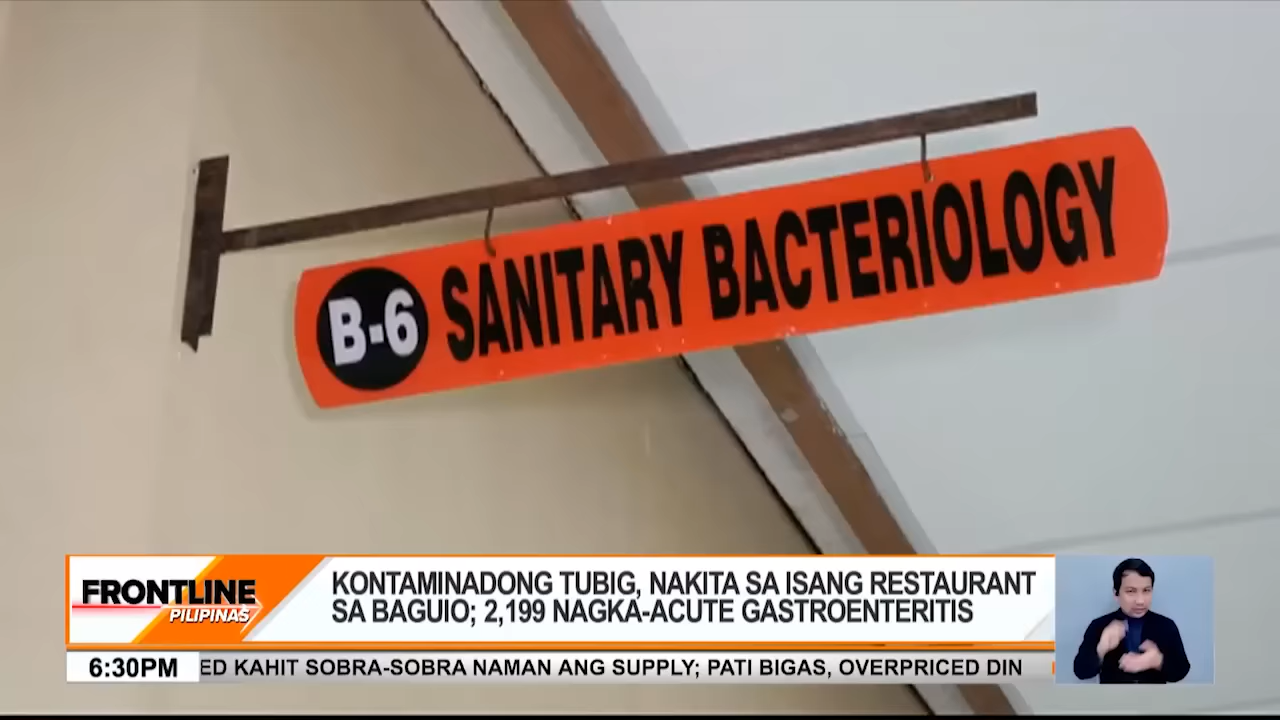 B-6 SANITARY BACTERIOLOGY
FRONTLINE
PILIPINAS
KONTAMINADONG TUBIG, NAKITA SA ISANG RESTAURANT
SA BAGUIO; 2,199 NAGKA-ACUTE GASTROENTERITIS
6:30PM
ED KAHIT SOBRA-SOBRA NAMAN ANG SUPPLY; PATI BIGAS, OVERPRICED DIN